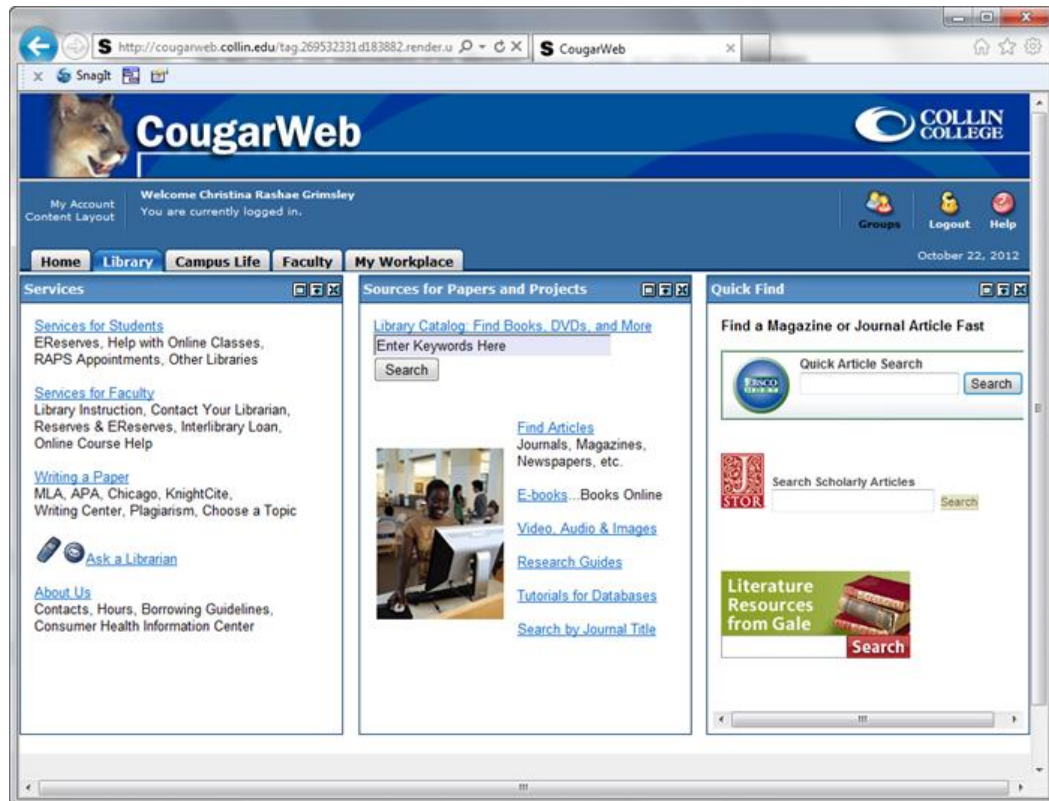 http://cougarweb.collin.edu/tag.269532331d183882.render.u
CougarWeb
Snagit
CougarWeb
COLLIN
COLLEGE
My Account
Content Layout
Welcome Christina Rashae Grimsley
You are currently logged in.
Groups
Logout
Help
Home
Library
Campus Life
Faculty
My Workplace
October 22, 2012
Services
Services for Students
EReserves, Help with Online Classes,
RAPS Appointments, Other Libraries
Services for Faculty
Library Instruction, Contact Your Librarian,
Reserves & EReserves, Interlibrary Loan,
Online Course Help
Writing a Paper
MLA, APA, Chicago, KnightCite,
Writing Center, Plagiarism, Choose a Topic
Ask a Librarian
About Us
Contacts, Hours, Borrowing Guidelines,
Consumer Health Information Center
Sources for Papers and Projects
Library Catalog: Find Books, DVDs, and More
Enter Keywords Here
Search
Find Articles
Journals, Magazines,
Newspapers, etc.
E-books...Books Online
Video, Audio & Images
Research Guides
Tutorials for Databases
Search by Journal Title
Quick Find
Find a Magazine or Journal Article Fast
EBSCO
HOST
Quick Article Search
Search
JSTOR
Search Scholarly Articles
Search
Literature
Resources
from Gale
Search